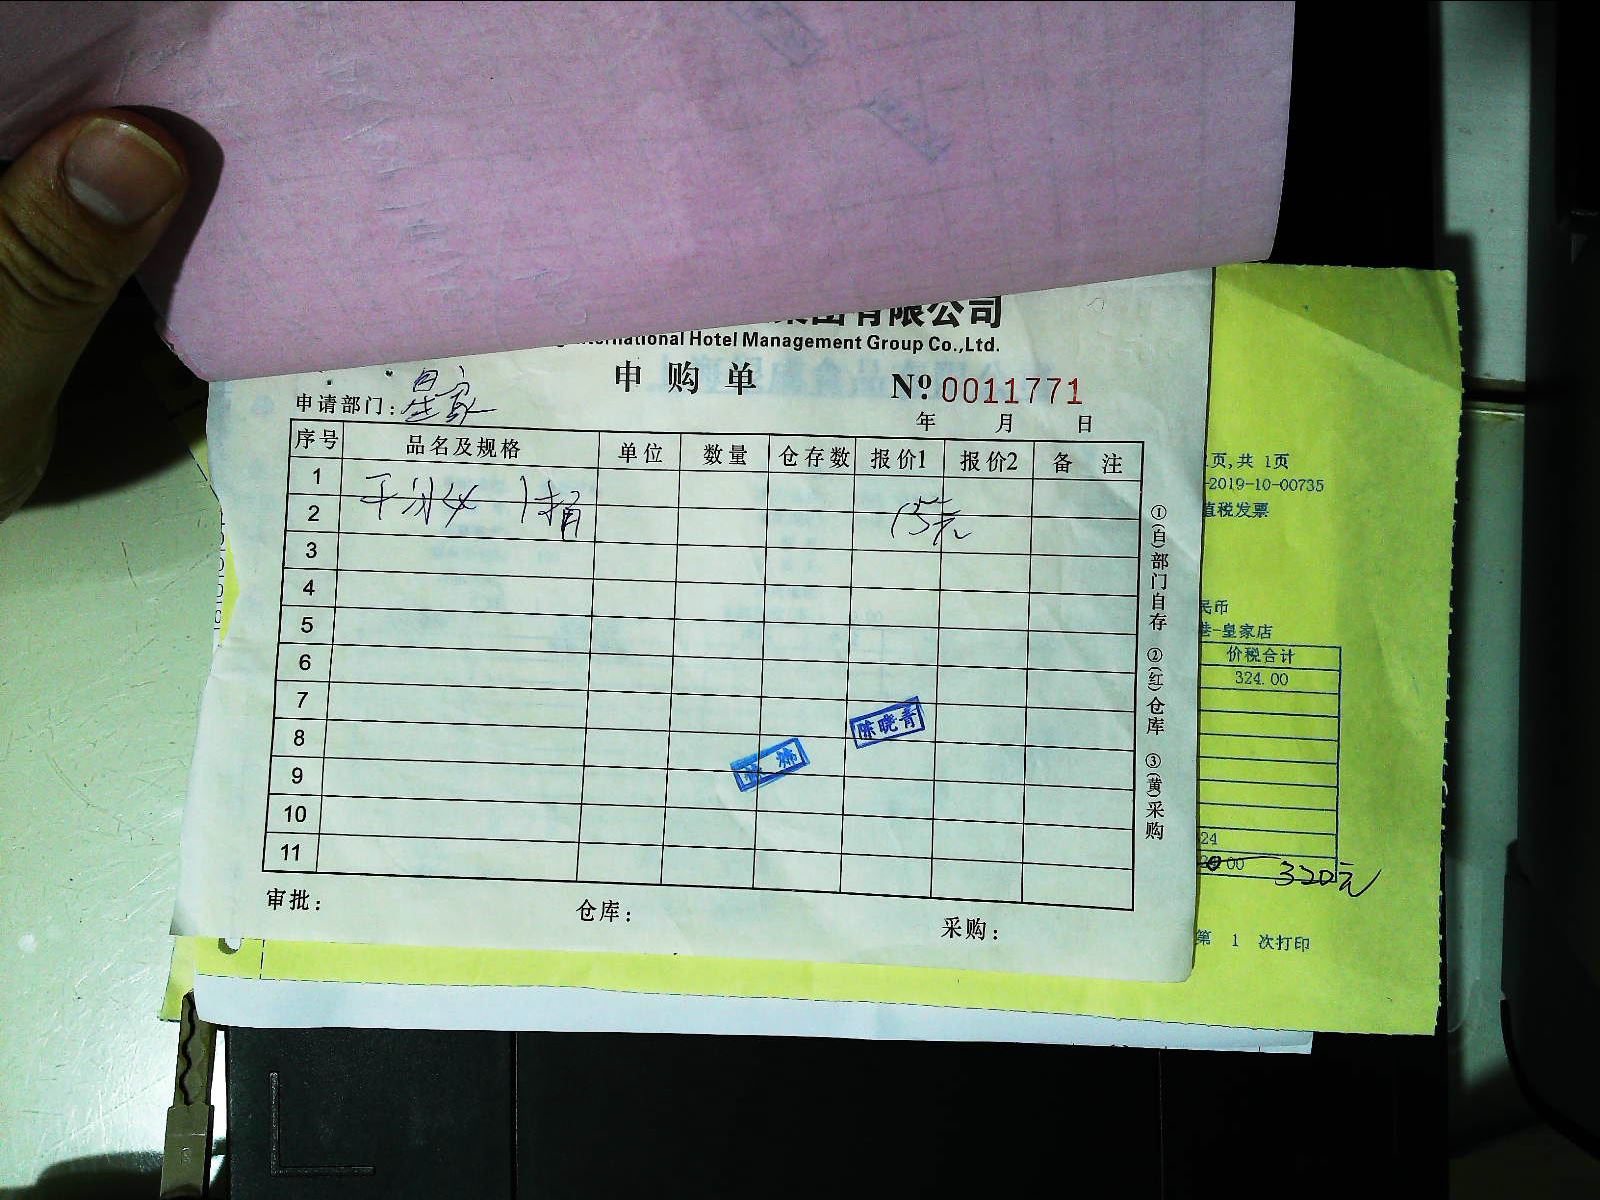 集团有限公司
International Hotel Management Group Co.,Ltd.
申购单 №0011771
申请部门: 皇家
年 月 日
序号 品名及规格 单位 数量 仓存数 报价1 报价2 备 注
1
2 1桶 15元
3
4
5
6
7
8
9
10
11
陈晓青
审批: 仓库: 采购:
①(白)部门自存 ②(红)仓库 ③(黄)采购
页,共 1页
-2019-10-00735
值税发票
民币
巷-皇家店
价税合计
324.00
24
00 320元
第 1 次打印